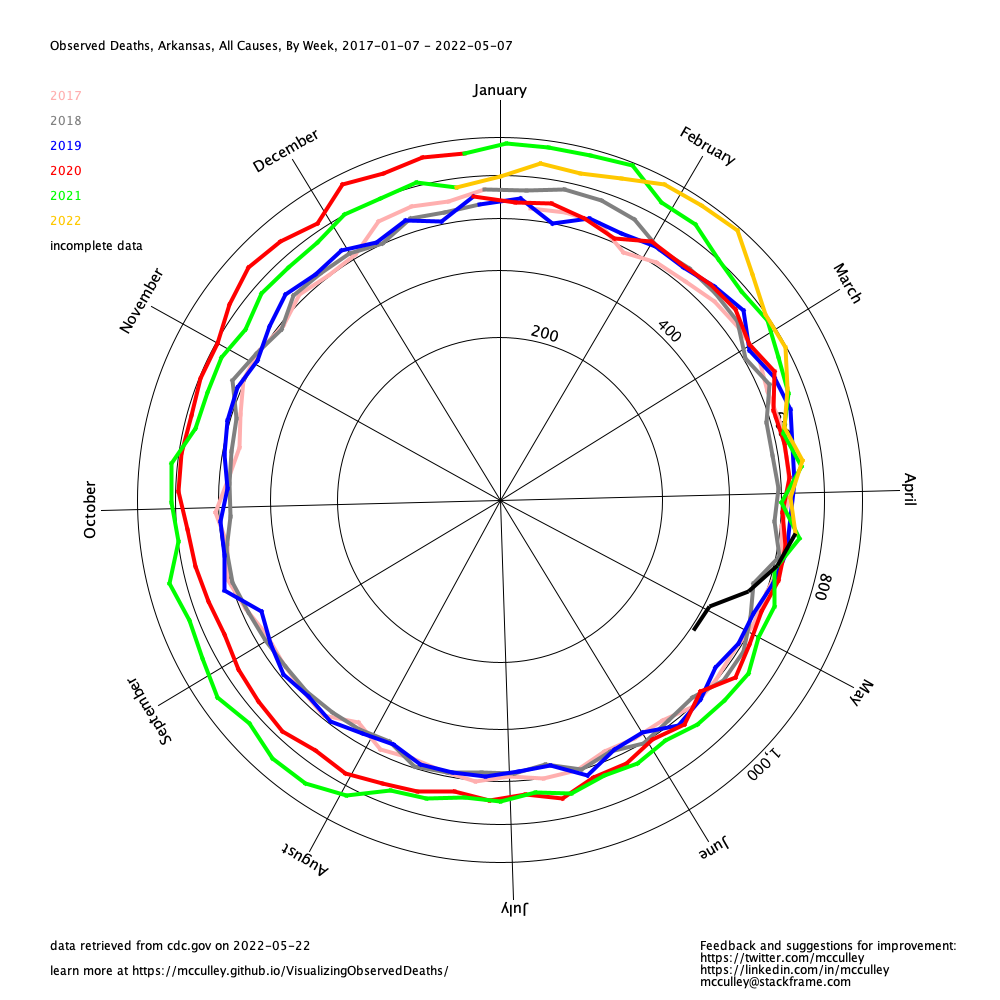 Observed Deaths, Arkansas, All Causes, By Week, 2017-01-07 - 2022-05-07
January
2017
2018
2019
2020
2021
2022
incomplete data
December
February
November
March
200
400
October
April
800
September
May
1,000
August
June
July
data retrieved from cdc.gov on 2022-05-22
learn more at https://mcculley.github.io/VisualizingObservedDeaths/
Feedback and suggestions for improvement:
https://twitter.com/mcculley
https://linkedin.com/in/mcculley
mcculley@stackframe.com